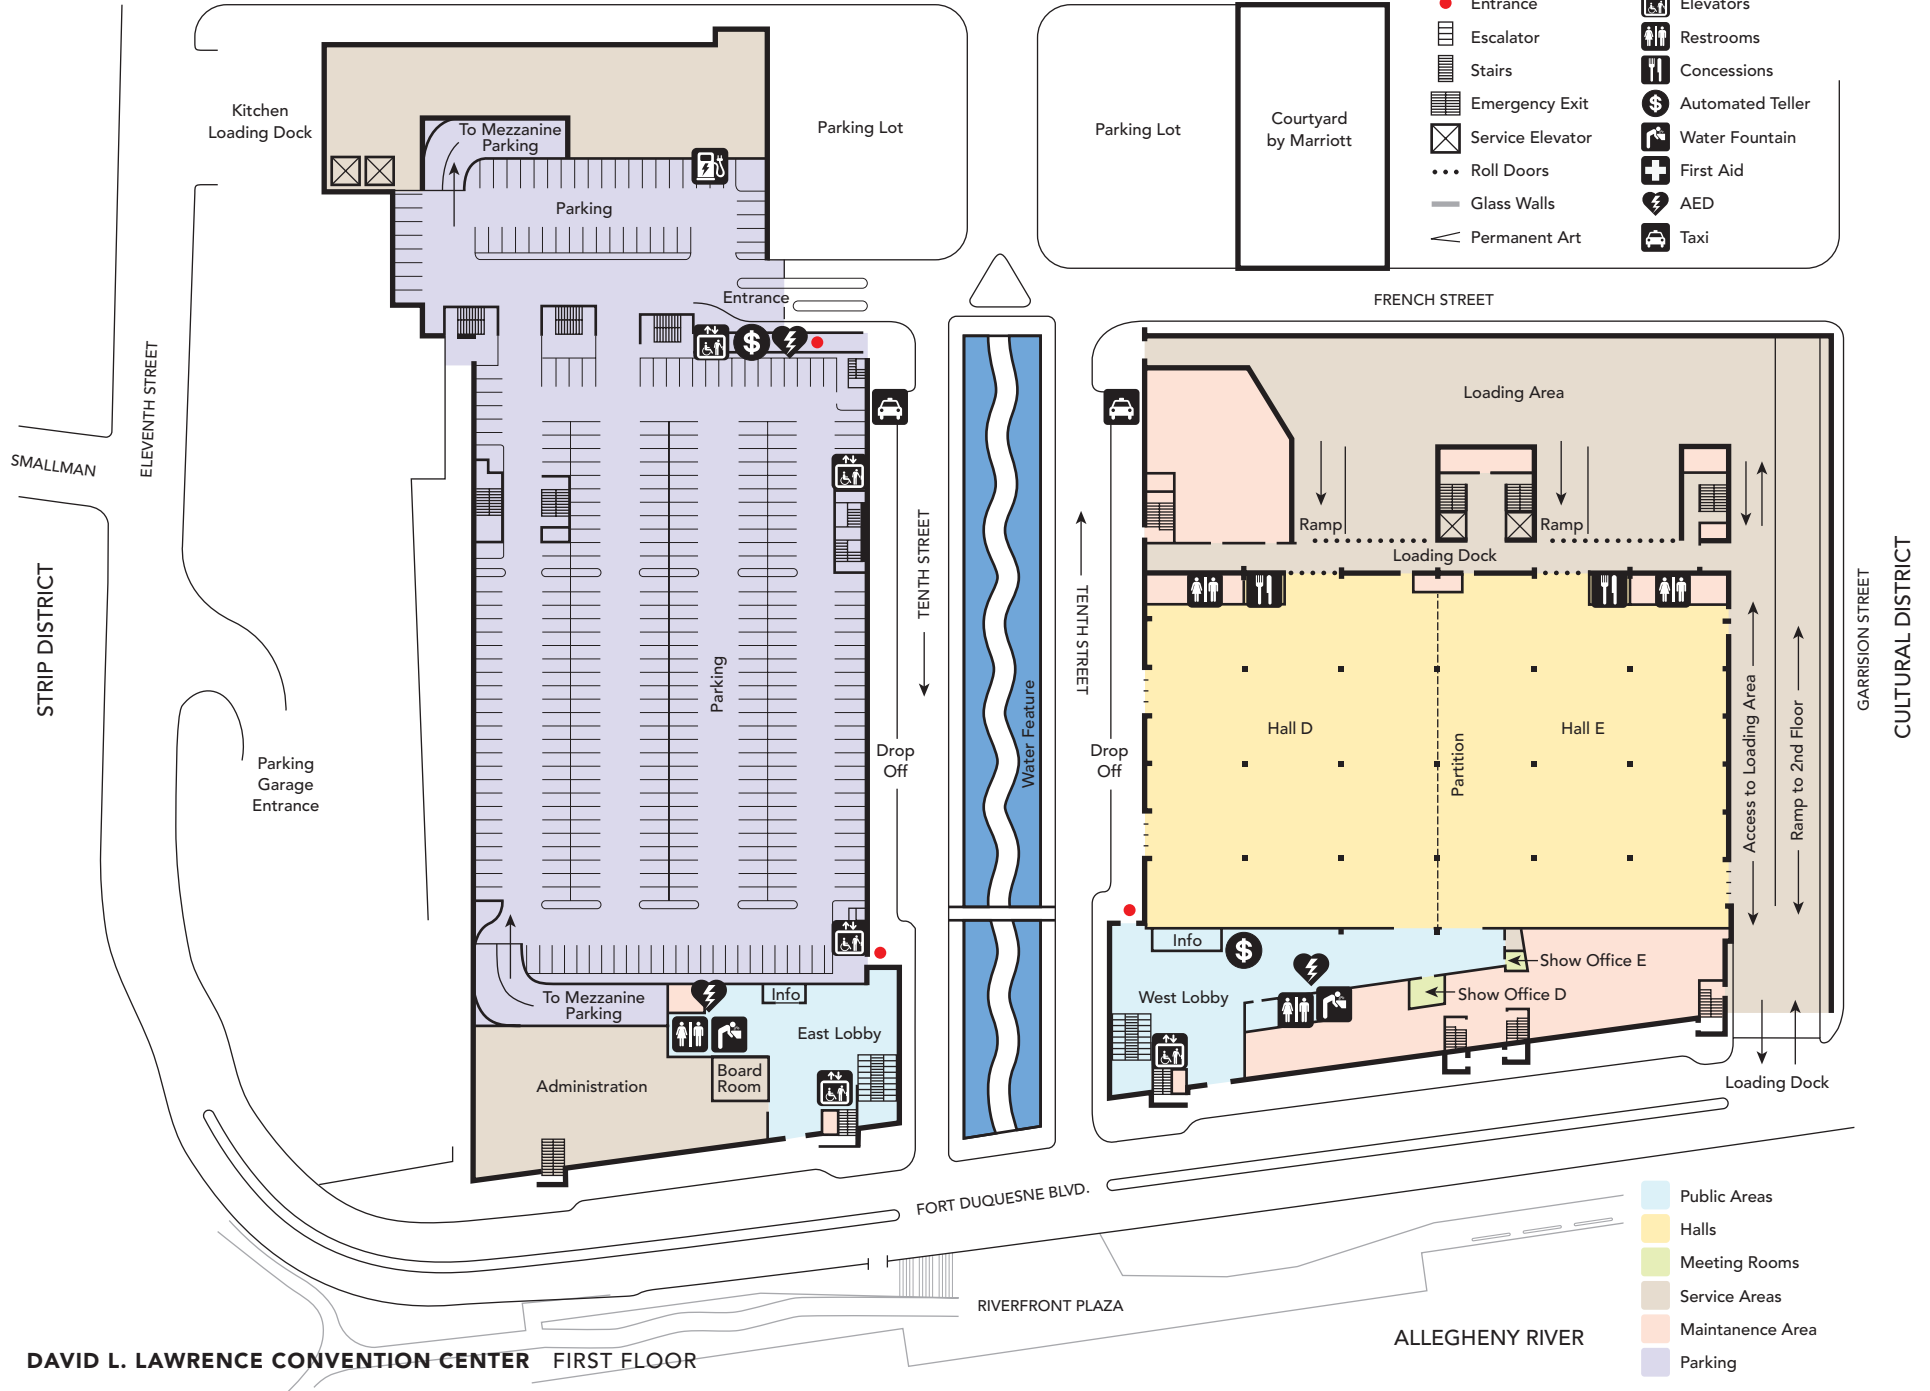 Entrance
Escalator
Stairs
Emergency Exit
Service Elevator
Roll Doors
Glass Walls
Permanent Art
Elevators
Restrooms
Concessions
Automated Teller
Water Fountain
First Aid
AED
Taxi
Kitchen
Loading Dock
To Mezzanine
Parking
Parking
Parking Lot
Parking Lot
Courtyard
by Marriott
Entrance
FRENCH STREET
ELEVENTH STREET
SMALLMAN
STRIP DISTRICT
Parking
Garage
Entrance
Parking
TENTH STREET
Drop
Off
Water Feature
TENTH STREET
Drop
Off
Loading Area
Ramp
Ramp
Loading Dock
Hall D
Hall E
Partition
Access to Loading Area
Ramp to 2nd Floor
GARRISION STREET
CULTURAL DISTRICT
To Mezzanine
Parking
Info
East Lobby
Board
Room
Administration
Info
West Lobby
Show Office E
Show Office D
Loading Dock
FORT DUQUESNE BLVD.
RIVERFRONT PLAZA
ALLEGHENY RIVER
Public Areas
Halls
Meeting Rooms
Service Areas
Maintanence Area
Parking
DAVID L. LAWRENCE CONVENTION CENTER FIRST FLOOR